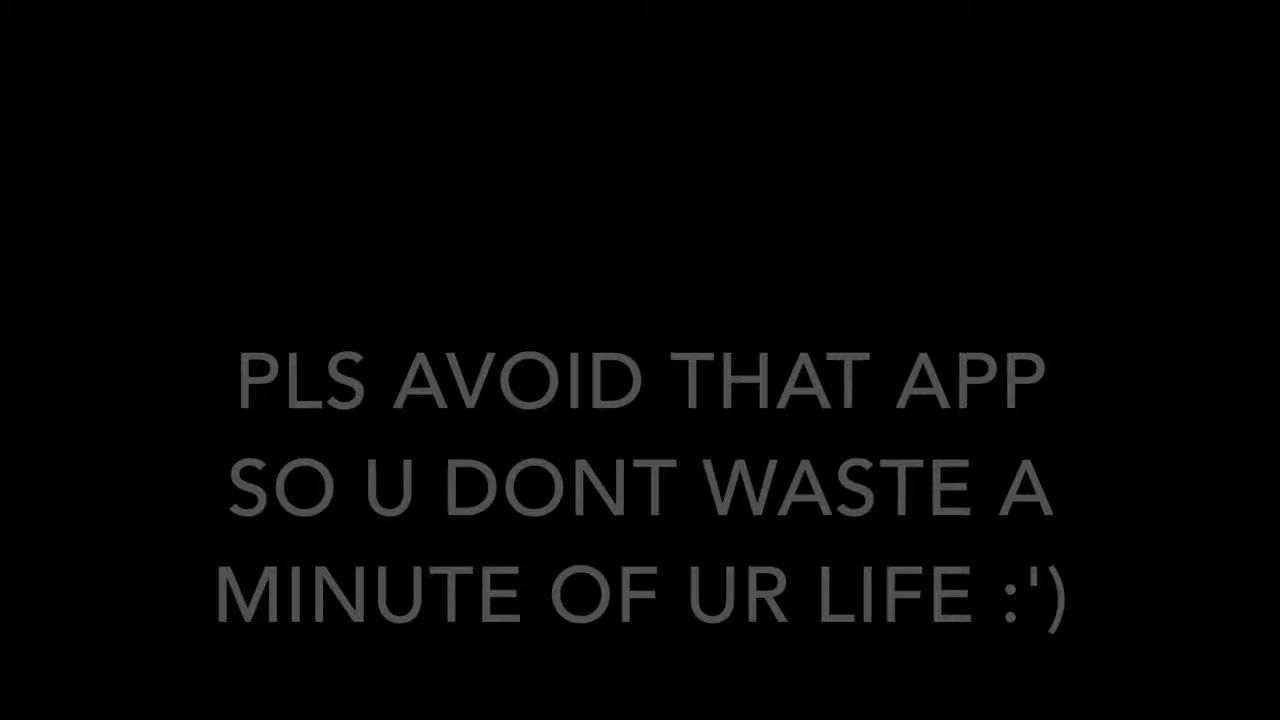 PLS AVOID THAT APP
SO U DONT WASTE A
MINUTE OF UR LIFE :')